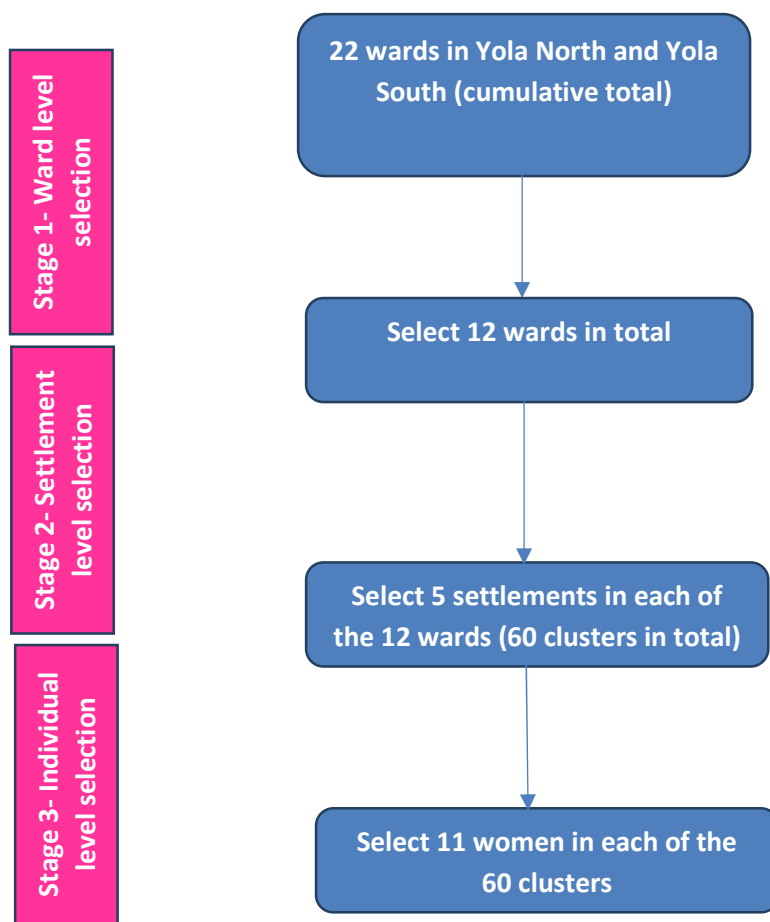 Stage 1- Ward level
selection
22 wards in Yola North and Yola
South (cumulative total)
Select 12 wards in total
Stage 2- Settlement
level selection
Select 5 settlements in each of
the 12 wards (60 clusters in total)
Stage 3- Individual
level selection
Select 11 women in each of the
60 clusters